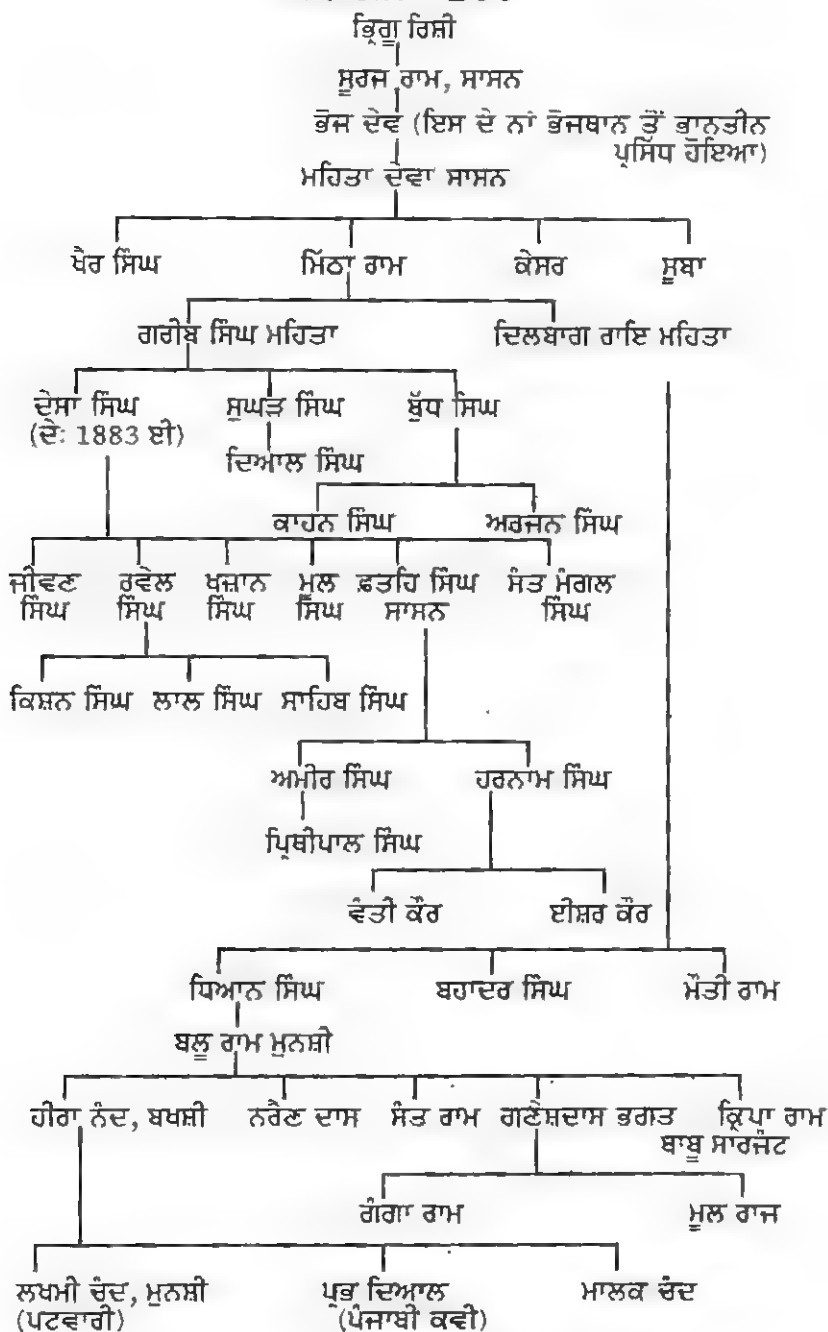 ਭ੍ਰਿਗੂ ਰਿਸ਼ੀ
ਸੂਰਜ ਰਾਮ, ਸਾਸਨ
ਭੋਜ ਦੇਵ (ਇਸ ਦੇ ਨਾਂ ਭੋਜਥਾਨ ਤੋਂ ਭਾਨਤੀਨ
ਪ੍ਰਸਿਧ ਹੋਇਆ)
ਮਹਿਤਾ ਦੇਵਾ ਸਾਸਨ
ਖੈਰ ਸਿੰਘ ਮਿੱਠਾ ਰਾਮ ਕੇਸਰ ਸੂਬਾ
ਗਰੀਬ ਸਿੰਘ ਮਹਿਤਾ ਦਿਲਬਾਗ ਰਾਇ ਮਹਿਤਾ
ਦੇਸਾ ਸਿੰਘ ਸੁਘੜ ਸਿੰਘ ਬੁੱਧ ਸਿੰਘ
(ਦੇ: 1883 ਈ)
ਦਿਆਲ ਸਿੰਘ
ਕਾਹਨ ਸਿੰਘ ਅਰਜਨ ਸਿੰਘ
ਜੀਵਣ ਰਵੇਲ ਖਜ਼ਾਨ ਮੂਲ ਫ਼ਤਹਿ ਸਿੰਘ ਸੰਤ ਮੰਗਲ
ਸਿੰਘ ਸਿੰਘ ਸਿੰਘ ਸਿੰਘ ਸਾਸਨ ਸਿੰਘ
ਕਿਸ਼ਨ ਸਿੰਘ ਲਾਲ ਸਿੰਘ ਸਾਹਿਬ ਸਿੰਘ
ਅਮੀਰ ਸਿੰਘ ਹਰਨਾਮ ਸਿੰਘ
ਪ੍ਰਿਥੀਪਾਲ ਸਿੰਘ
ਵੰਤੀ ਕੌਰ ਈਸ਼ਰ ਕੌਰ
ਧਿਆਨ ਸਿੰਘ ਬਹਾਦਰ ਸਿੰਘ ਮੌਤੀ ਰਾਮ
ਬਲੂ ਰਾਮ ਮੁਨਸ਼ੀ
ਹੀਰਾ ਨੰਦ, ਬਖਸ਼ੀ ਨਰੈਣ ਦਾਸ ਸੰਤ ਰਾਮ ਗਣੇਸ਼ਦਾਸ ਭਗਤ ਕ੍ਰਿਪਾ ਰਾਮ
ਬਾਬੂ ਸਾਰਜੰਟ
ਗੰਗਾ ਰਾਮ ਮੂਲ ਰਾਜ
ਲਖਮੀ ਚੰਦ, ਮੁਨਸ਼ੀ ਪ੍ਰਭ ਦਿਆਲ ਮਾਲਕ ਚੰਦ
(ਪਟਵਾਰੀ) (ਪੰਜਾਬੀ ਕਵੀ)